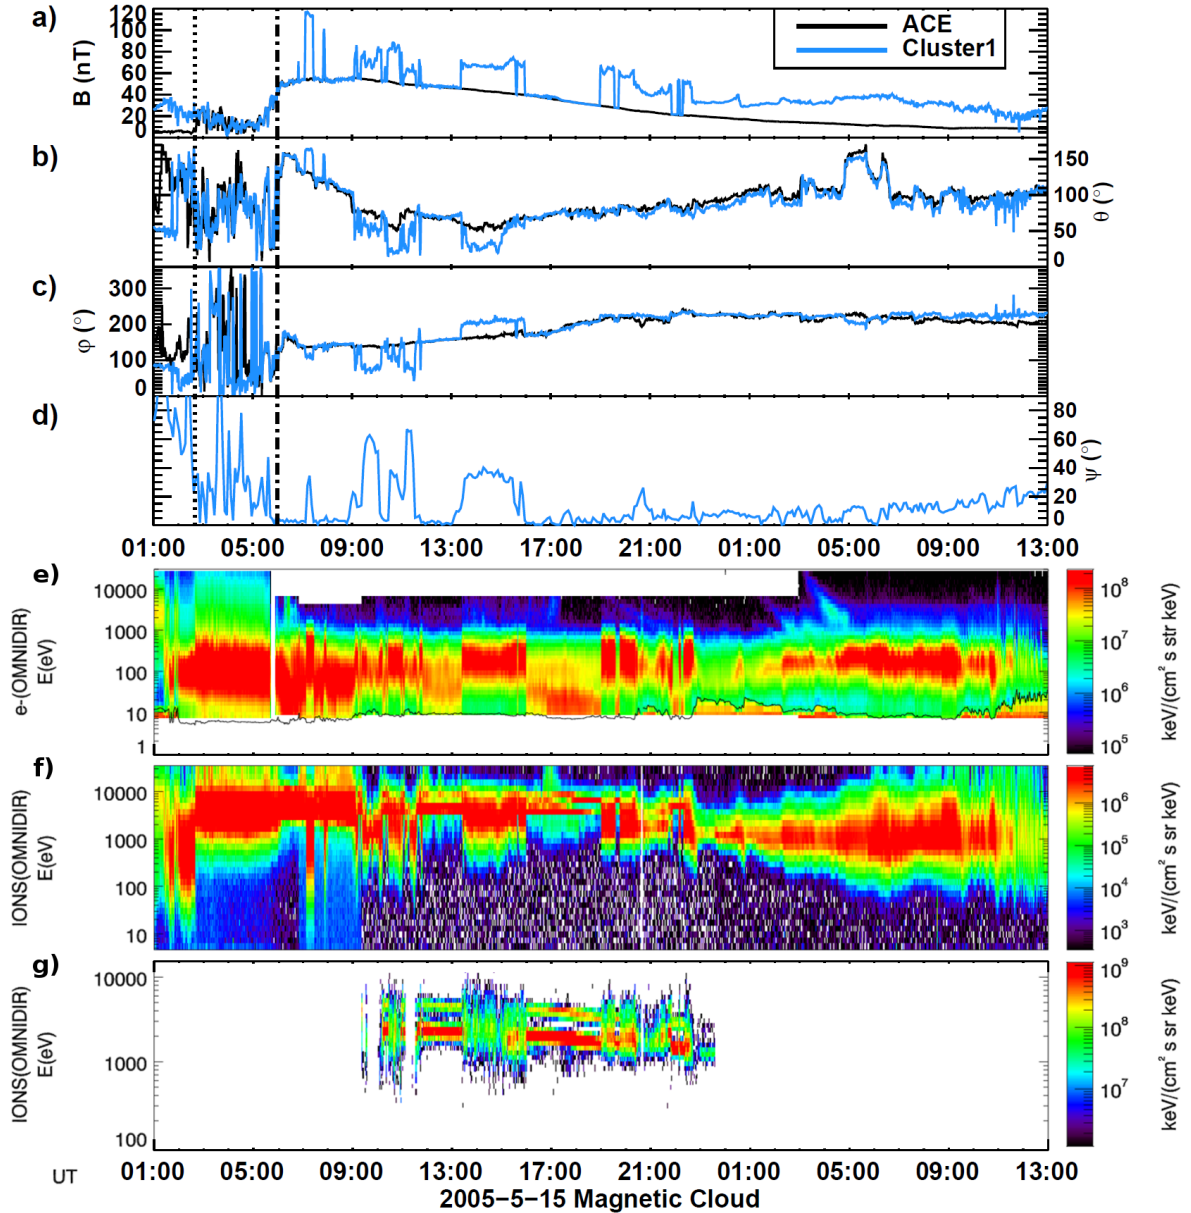 a)
B (nT)
120
100
80
60
40
20
0
ACE
Cluster1
b)
150
100
50
0
θ (°)
c)
φ (°)
300
200
100
0
d)
80
60
40
20
0
ψ (°)
01:00 05:00 09:00 13:00 17:00 21:00 01:00 05:00 09:00 13:00
e)
e-(OMNIDIR)
E(eV)
10000
1000
100
10
1
10^8
10^7
10^6
10^5
keV/(cm² s str keV)
f)
IONS(OMNIDIR)
E(eV)
10000
1000
100
10
10^6
10^5
10^4
10^3
keV/(cm² s sr keV)
g)
IONS(OMNIDIR)
E(eV)
10000
1000
100
10^9
10^8
10^7
keV/(cm² s sr keV)
UT
01:00 05:00 09:00 13:00 17:00 21:00 01:00 05:00 09:00 13:00
2005-5-15 Magnetic Cloud